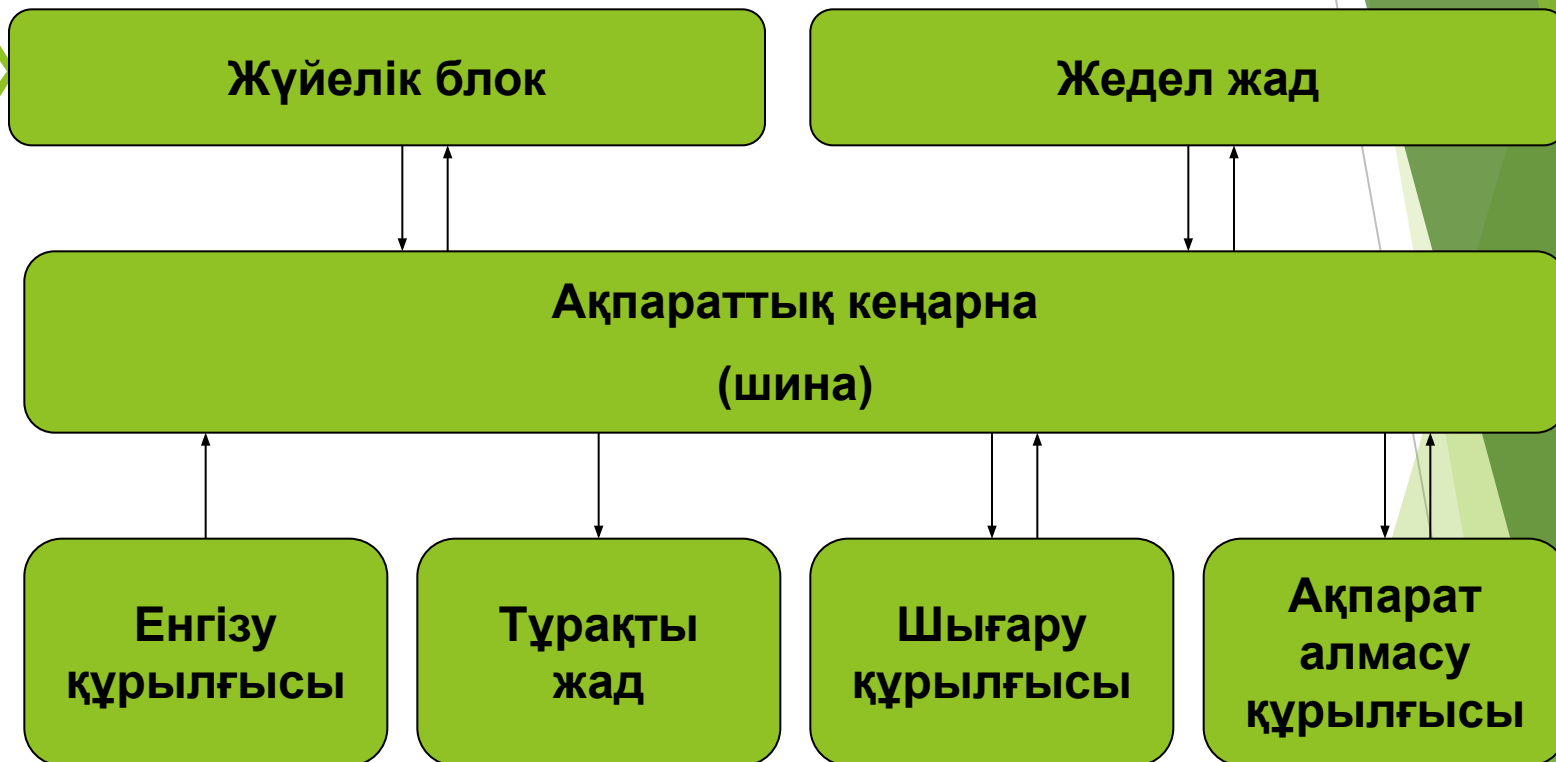 Жүйелік блок
Жедел жад
Ақпараттық кеңарна
(шина)
Енгізу
құрылғысы
Тұрақты
жад
Шығару
құрылғысы
Ақпарат
алмасу
құрылғысы